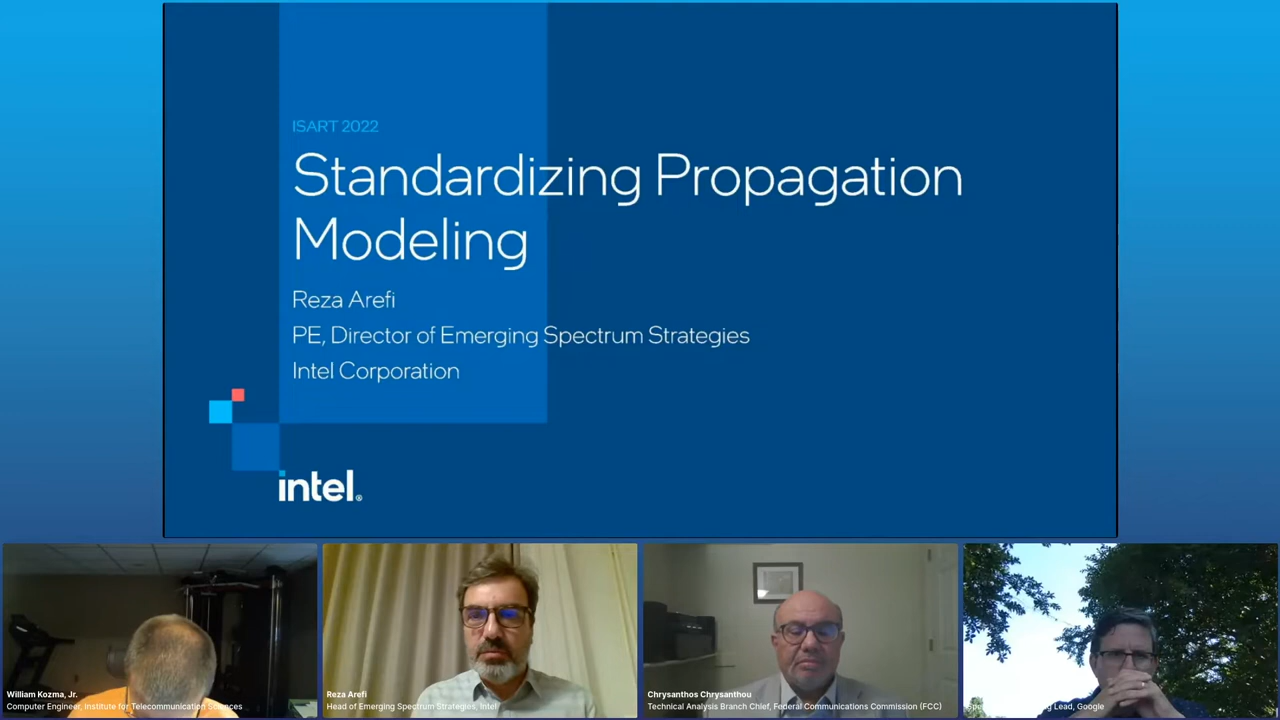 ISART 2022
Standardizing Propagation
Modeling
Reza Arefi
PE, Director of Emerging Spectrum Strategies
Intel Corporation
intel®
William Kozma, Jr.
Computer Engineer, Institute for Telecommunication Sciences
Reza Arefi
Head of Emerging Spectrum Strategies, Intel
Chrysanthos Chrysanthou
Technical Analysis Branch Chief, Federal Communications Commission (FCC)
Lead, Google